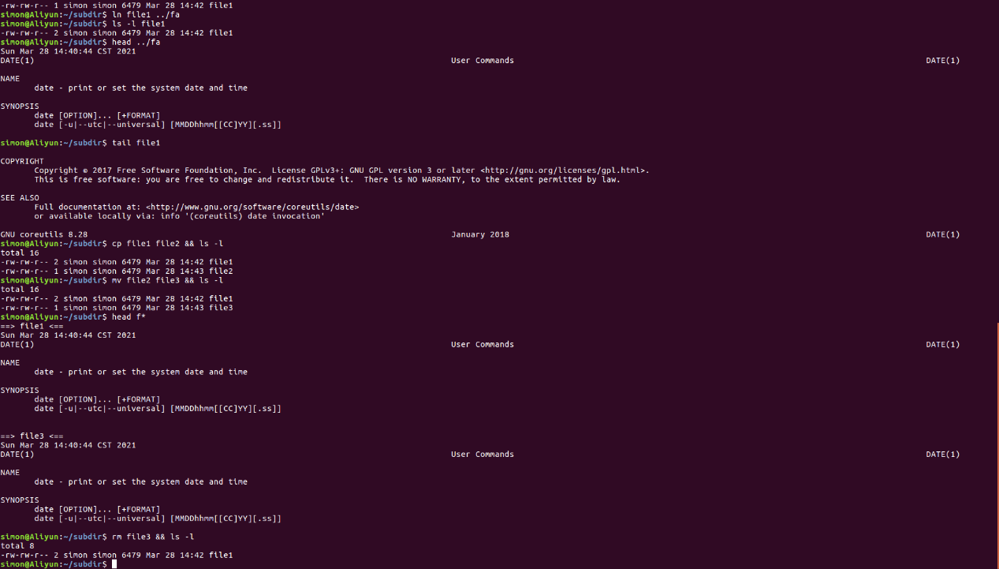 -rw-rw-r-- 1 simon simon 6479 Mar 28 14:42 file1
simon@Aliyun:~/subdir$ ln file1 ../fa
simon@Aliyun:~/subdir$ ls -l file1
-rw-rw-r-- 2 simon simon 6479 Mar 28 14:42 file1
simon@Aliyun:~/subdir$ head ../fa
Sun Mar 28 14:40:44 CST 2021
DATE(1) User Commands DATE(1)
NAME
date - print or set the system date and time
SYNOPSIS
date [OPTION]... [+FORMAT]
date [-u|--utc|--universal] [MMDDhhmm[[CC]YY][.ss]]
simon@Aliyun:~/subdir$ tail file1
COPYRIGHT
Copyright © 2017 Free Software Foundation, Inc.  License GPLv3+: GNU GPL version 3 or later <http://gnu.org/licenses/gpl.html>.
This is free software: you are free to change and redistribute it.  There is NO WARRANTY, to the extent permitted by law.
SEE ALSO
Full documentation at: <http://www.gnu.org/software/coreutils/date>
or available locally via: info '(coreutils) date invocation'
GNU coreutils 8.28 January 2018 DATE(1)
simon@Aliyun:~/subdir$ cp file1 file2 && ls -l
total 16
-rw-rw-r-- 2 simon simon 6479 Mar 28 14:42 file1
-rw-rw-r-- 1 simon simon 6479 Mar 28 14:43 file2
simon@Aliyun:~/subdir$ mv file2 file3 && ls -l
total 16
-rw-rw-r-- 2 simon simon 6479 Mar 28 14:42 file1
-rw-rw-r-- 1 simon simon 6479 Mar 28 14:43 file3
simon@Aliyun:~/subdir$ head f*
==> file1 <==
Sun Mar 28 14:40:44 CST 2021
DATE(1) User Commands DATE(1)
NAME
date - print or set the system date and time
SYNOPSIS
date [OPTION]... [+FORMAT]
date [-u|--utc|--universal] [MMDDhhmm[[CC]YY][.ss]]
==> file3 <==
Sun Mar 28 14:40:44 CST 2021
DATE(1) User Commands DATE(1)
NAME
date - print or set the system date and time
SYNOPSIS
date [OPTION]... [+FORMAT]
date [-u|--utc|--universal] [MMDDhhmm[[CC]YY][.ss]]
simon@Aliyun:~/subdir$ rm file3 && ls -l
total 8
-rw-rw-r-- 2 simon simon 6479 Mar 28 14:42 file1
simon@Aliyun:~/subdir$